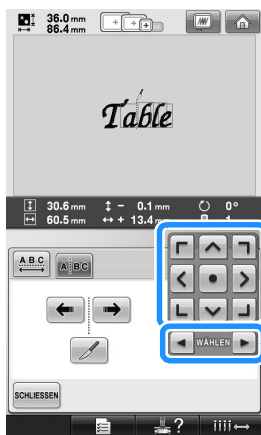 36.0 mm
86.4 mm
Table
30.6 mm - 0.1 mm 0°
60.5 mm + 13.4 mm 1
A B C
A BC
WÄHLEN
SCHLIESSEN
?